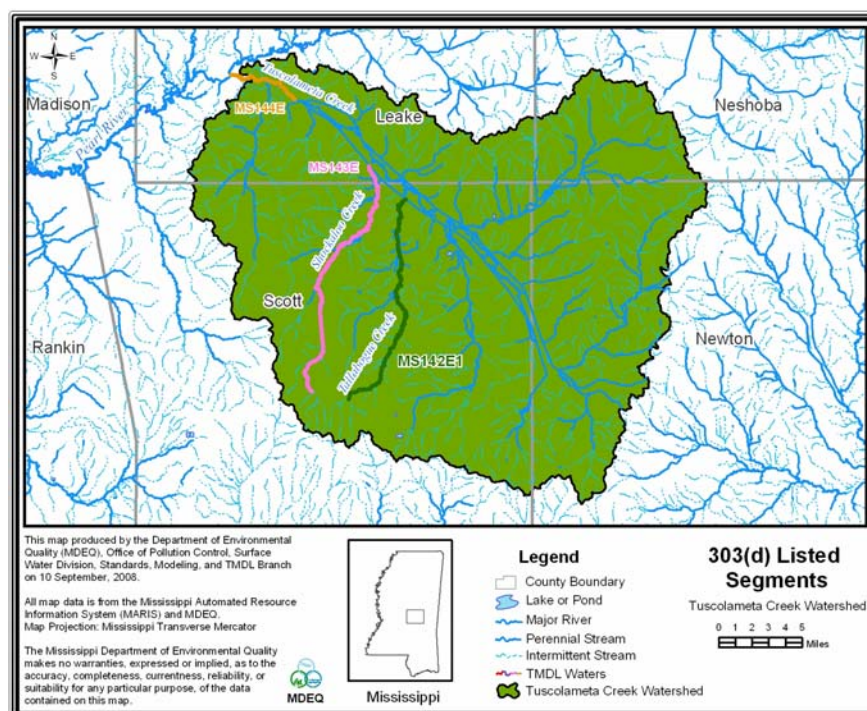 N
W E
S
Madison
Pearl River
Tuscolameta Creek
MS144E
Leake
Neshoba
MS143E
Shockaloo Creek
Scott
Rankin
Tallabogue Creek
MS142E1
Newton
This map produced by the Department of Environmental
Quality (MDEQ), Office of Pollution Control, Surface
Water Division, Standards, Modeling, and TMDL Branch
on 10 September, 2008.
All map data is from the Mississippi Automated Resource
Information System (MARIS) and MDEQ.
Map Projection: Mississippi Transverse Mercator
The Mississippi Department of Environmental Quality
makes no warranties, expressed or implied, as to the
accuracy, completeness, currentness, reliability, or
suitability for any particular purpose, of the data
contained on this map.
MDEQ
Mississippi
Legend
County Boundary
Lake or Pond
Major River
Perennial Stream
Intermittent Stream
TMDL Waters
Tuscolameta Creek Watershed
303(d) Listed
Segments
Tuscolameta Creek Watershed
0 1 2 3 4 5
Miles